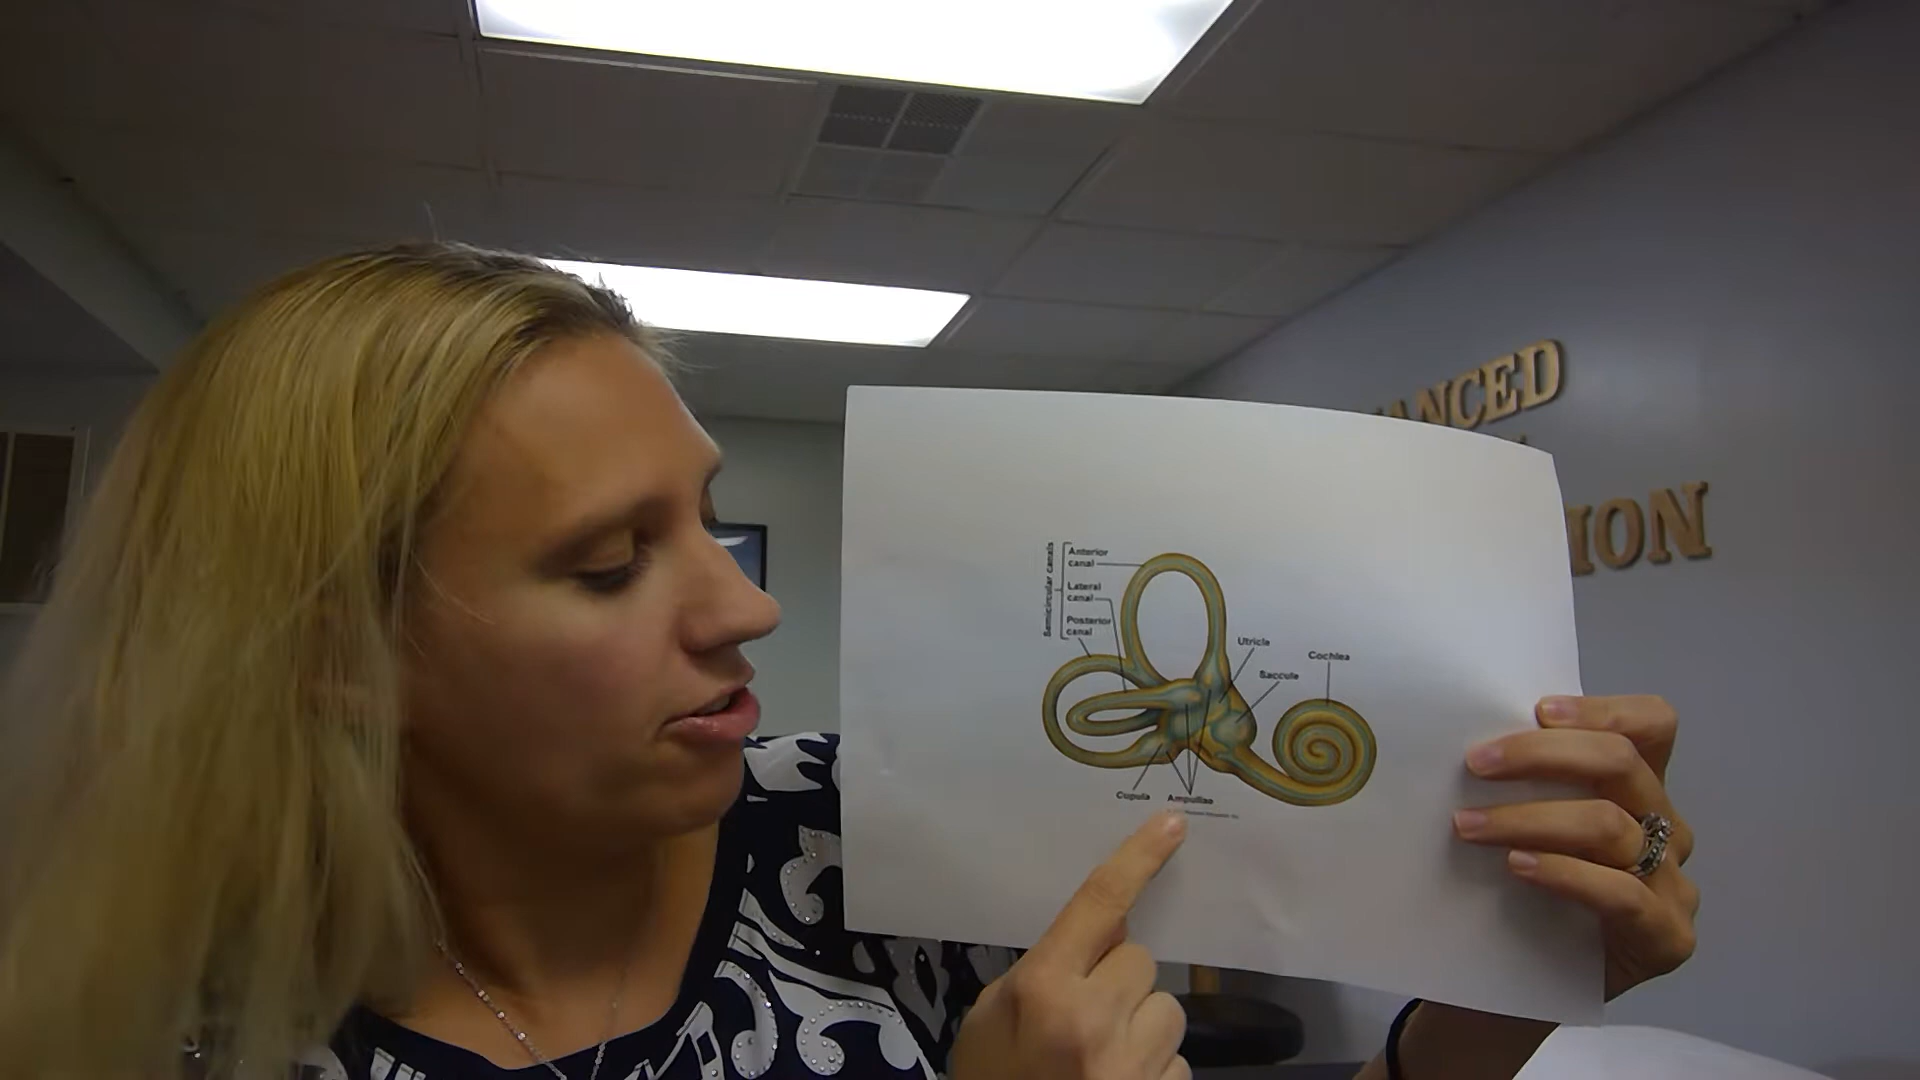 ANCED
ION
Semicircular canals
Anterior
canal
Lateral
canal
Posterior
canal
Utricle
Saccule
Cochlea
Cupula
Ampullae